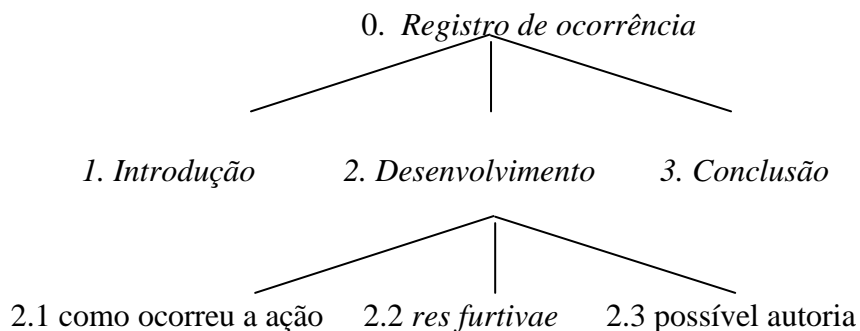 0. Registro de ocorrência
1. Introdução 2. Desenvolvimento 3. Conclusão
2.1 como ocorreu a ação 2.2 res furtivae 2.3 possível autoria